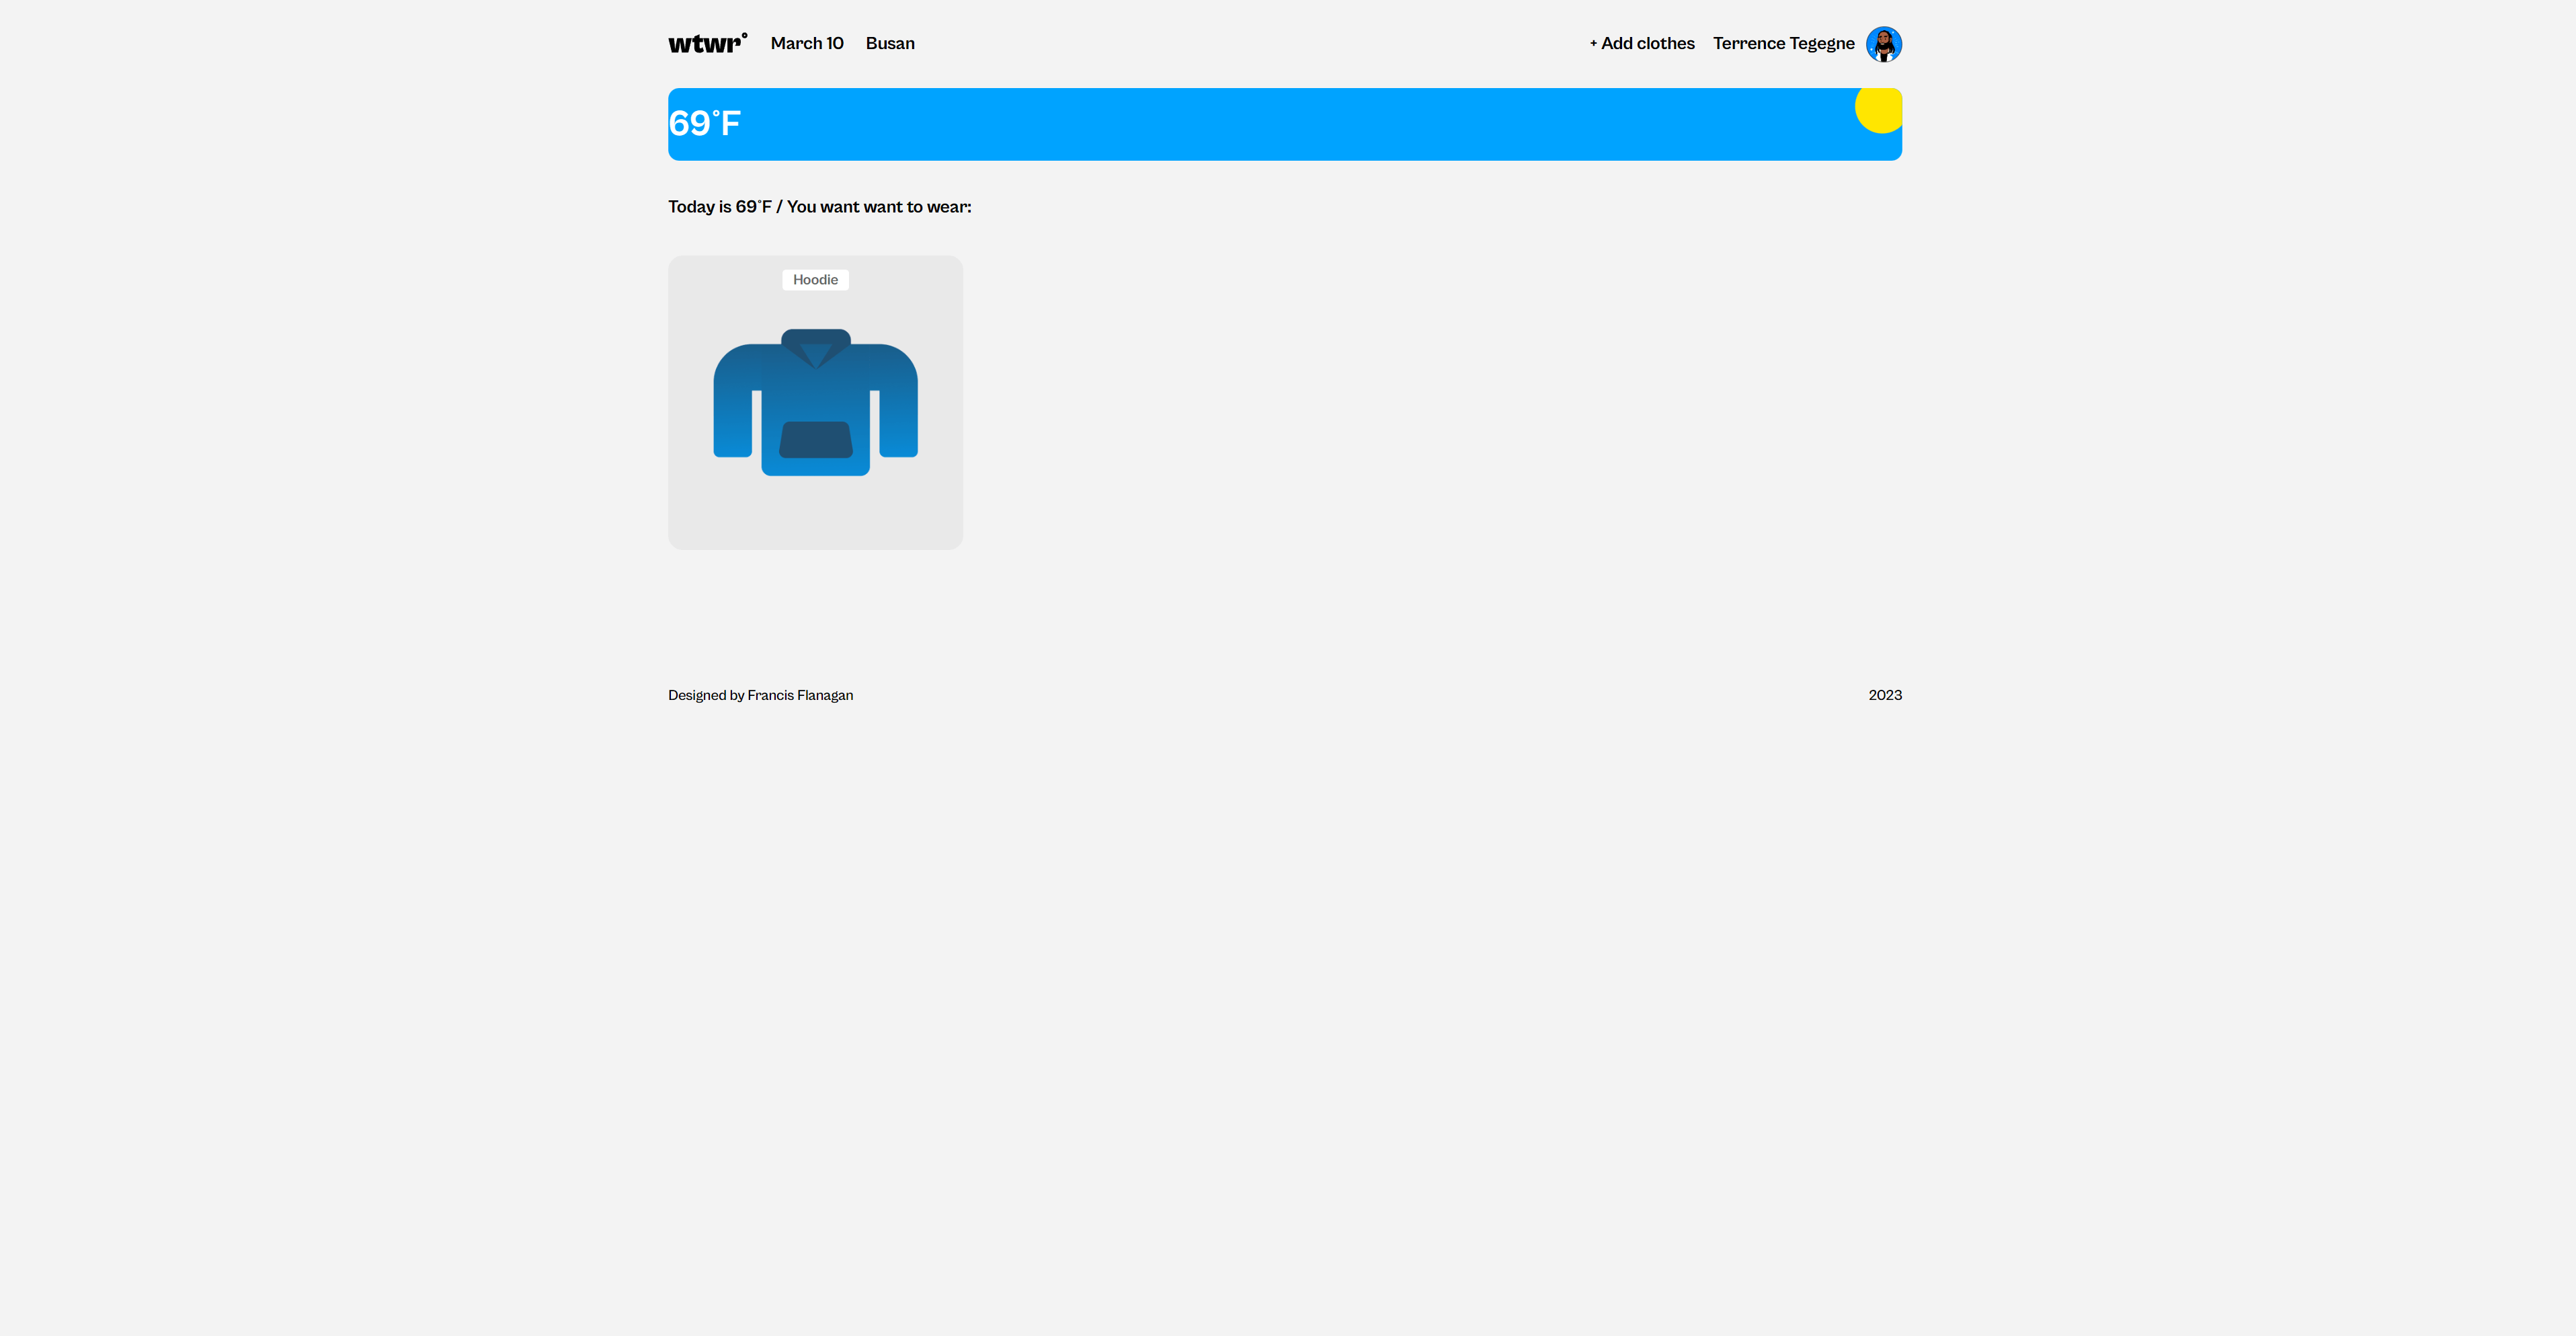 wtwr° March 10 Busan + Add clothes Terrence Tegegne
69°F
Today is 69°F / You want want to wear:
Hoodie
Designed by Francis Flanagan 2023